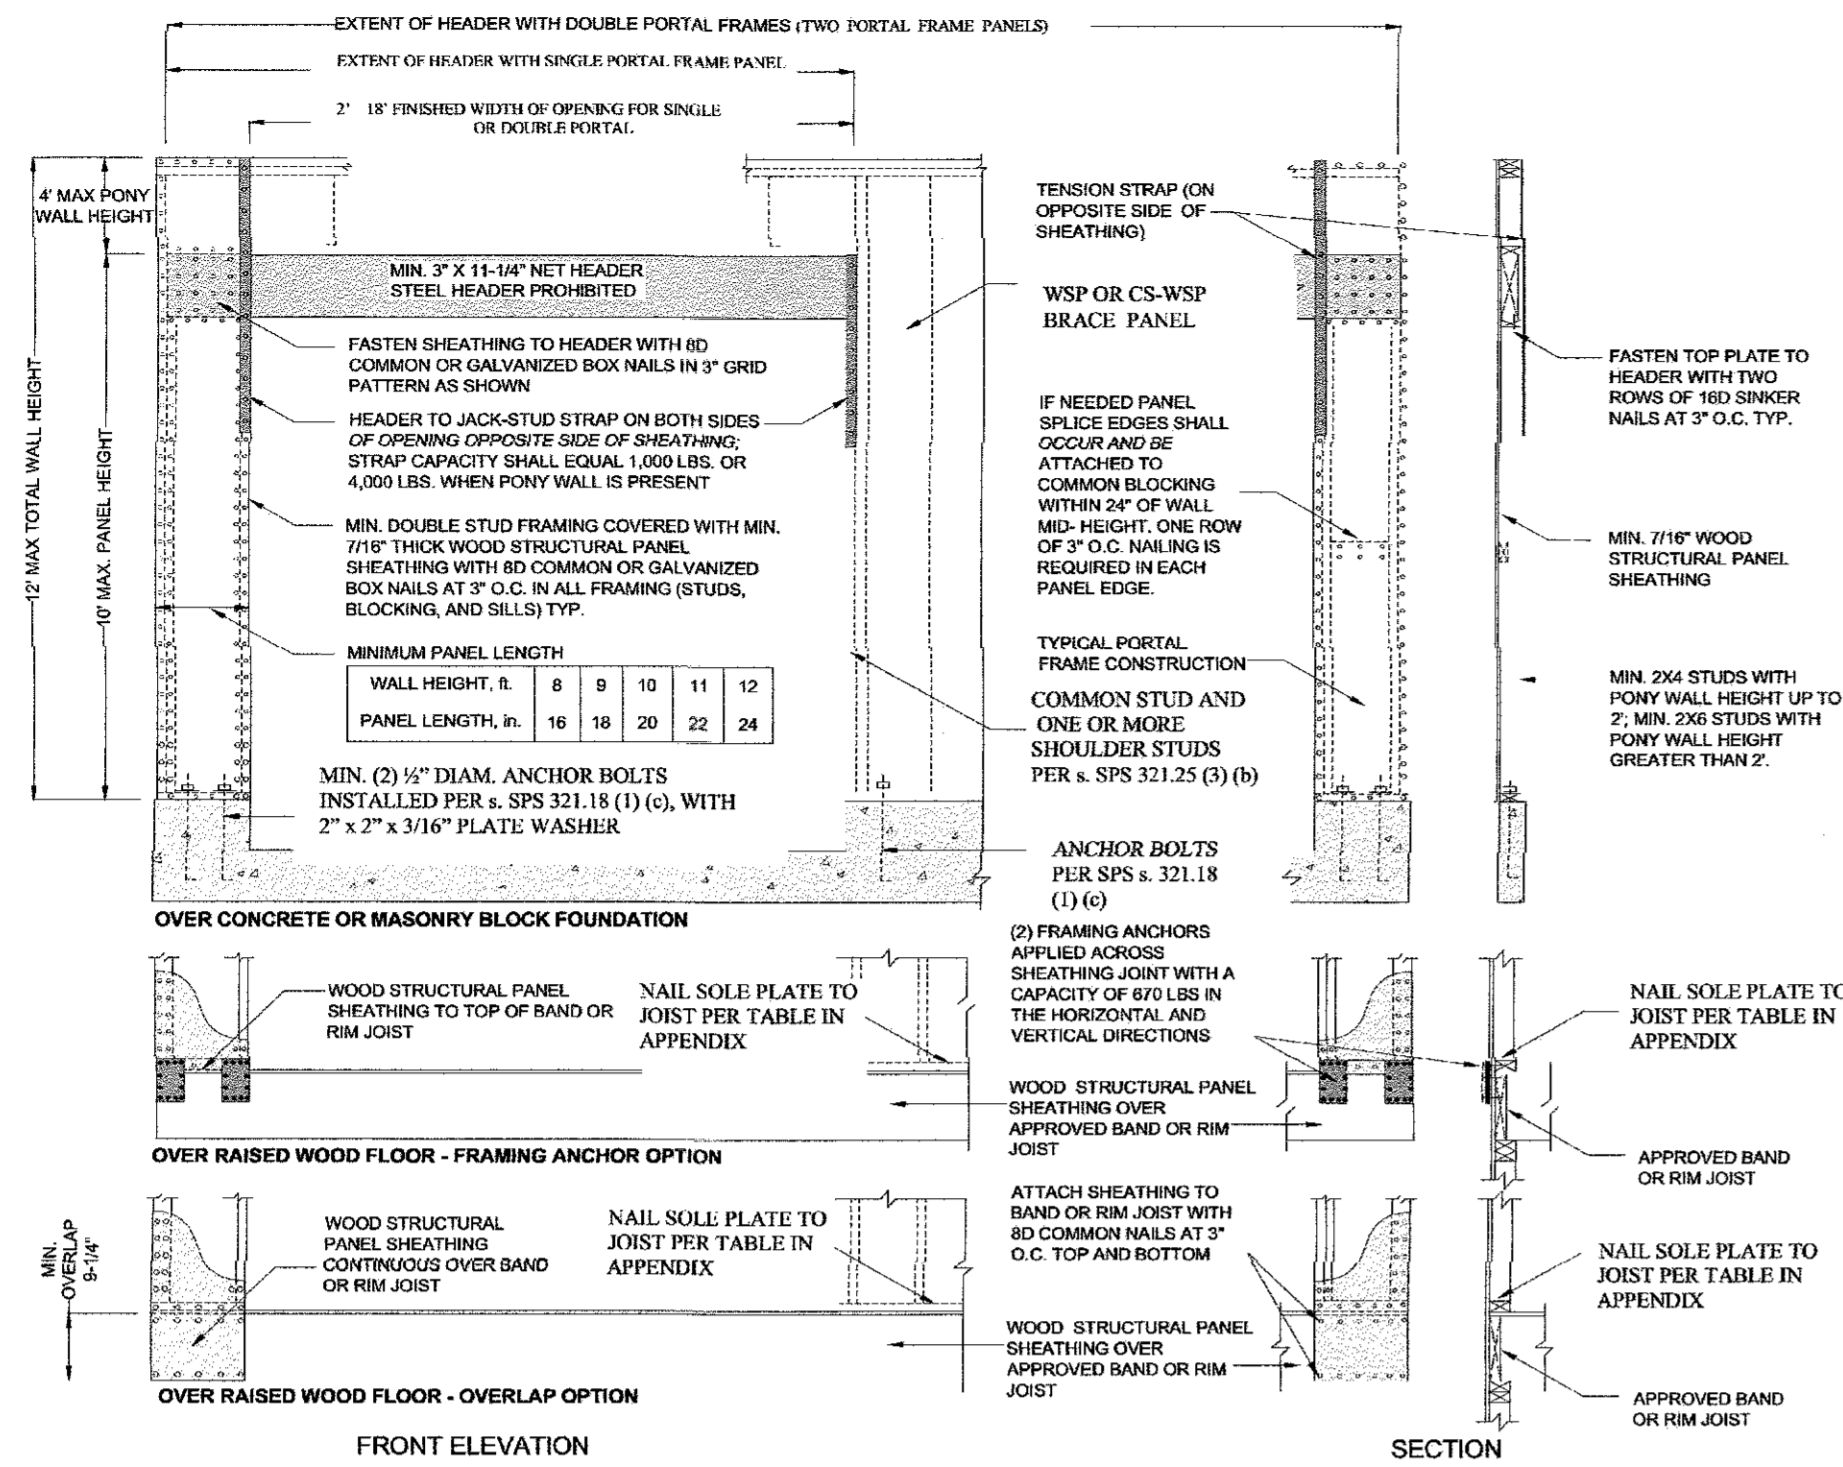 EXTENT OF HEADER WITH DOUBLE PORTAL FRAMES (TWO PORTAL FRAME PANELS)
EXTENT OF HEADER WITH SINGLE PORTAL FRAME PANEL
2' 18' FINISHED WIDTH OF OPENING FOR SINGLE
OR DOUBLE PORTAL
4' MAX PONY
WALL HEIGHT
12' MAX TOTAL WALL HEIGHT
10' MAX. PANEL HEIGHT
MIN. 3" X 11-1/4" NET HEADER
STEEL HEADER PROHIBITED
FASTEN SHEATHING TO HEADER WITH 8D
COMMON OR GALVANIZED BOX NAILS IN 3" GRID
PATTERN AS SHOWN
HEADER TO JACK-STUD STRAP ON BOTH SIDES
OF OPENING OPPOSITE SIDE OF SHEATHING;
STRAP CAPACITY SHALL EQUAL 1,000 LBS. OR
4,000 LBS. WHEN PONY WALL IS PRESENT
MIN. DOUBLE STUD FRAMING COVERED WITH MIN.
7/16" THICK WOOD STRUCTURAL PANEL
SHEATHING WITH 8D COMMON OR GALVANIZED
BOX NAILS AT 3" O.C. IN ALL FRAMING (STUDS,
BLOCKING, AND SILLS) TYP.
MINIMUM PANEL LENGTH
WALL HEIGHT, ft. 8 9 10 11 12
PANEL LENGTH, in. 16 18 20 22 24
MIN. (2) ½" DIAM. ANCHOR BOLTS
INSTALLED PER s. SPS 321.18 (1) (c), WITH
2" x 2" x 3/16" PLATE WASHER
OVER CONCRETE OR MASONRY BLOCK FOUNDATION
TENSION STRAP (ON
OPPOSITE SIDE OF
SHEATHING)
WSP OR CS-WSP
BRACE PANEL
IF NEEDED PANEL
SPLICE EDGES SHALL
OCCUR AND BE
ATTACHED TO
COMMON BLOCKING
WITHIN 24" OF WALL
MID- HEIGHT. ONE ROW
OF 3" O.C. NAILING IS
REQUIRED IN EACH
PANEL EDGE.
TYPICAL PORTAL
FRAME CONSTRUCTION
COMMON STUD AND
ONE OR MORE
SHOULDER STUDS
PER s. SPS 321.25 (3) (b)
ANCHOR BOLTS
PER SPS s. 321.18
(1) (c)
FASTEN TOP PLATE TO
HEADER WITH TWO
ROWS OF 16D SINKER
NAILS AT 3" O.C. TYP.
MIN. 7/16" WOOD
STRUCTURAL PANEL
SHEATHING
MIN. 2X4 STUDS WITH
PONY WALL HEIGHT UP TO
2'; MIN. 2X6 STUDS WITH
PONY WALL HEIGHT
GREATER THAN 2'.
WOOD STRUCTURAL PANEL
SHEATHING TO TOP OF BAND OR
RIM JOIST
NAIL SOLE PLATE TO
JOIST PER TABLE IN
APPENDIX
(2) FRAMING ANCHORS
APPLIED ACROSS
SHEATHING JOINT WITH A
CAPACITY OF 670 LBS IN
THE HORIZONTAL AND
VERTICAL DIRECTIONS
WOOD STRUCTURAL PANEL
SHEATHING OVER
APPROVED BAND OR RIM
JOIST
NAIL SOLE PLATE TO
JOIST PER TABLE IN
APPENDIX
APPROVED BAND
OR RIM JOIST
OVER RAISED WOOD FLOOR - FRAMING ANCHOR OPTION
MIN.
OVERLAP
9-1/4"
WOOD STRUCTURAL
PANEL SHEATHING
CONTINUOUS OVER BAND
OR RIM JOIST
NAIL SOLE PLATE TO
JOIST PER TABLE IN
APPENDIX
ATTACH SHEATHING TO
BAND OR RIM JOIST WITH
8D COMMON NAILS AT 3"
O.C. TOP AND BOTTOM
WOOD STRUCTURAL PANEL
SHEATHING OVER
APPROVED BAND OR RIM
JOIST
NAIL SOLE PLATE TO
JOIST PER TABLE IN
APPENDIX
APPROVED BAND
OR RIM JOIST
OVER RAISED WOOD FLOOR - OVERLAP OPTION
FRONT ELEVATION
SECTION